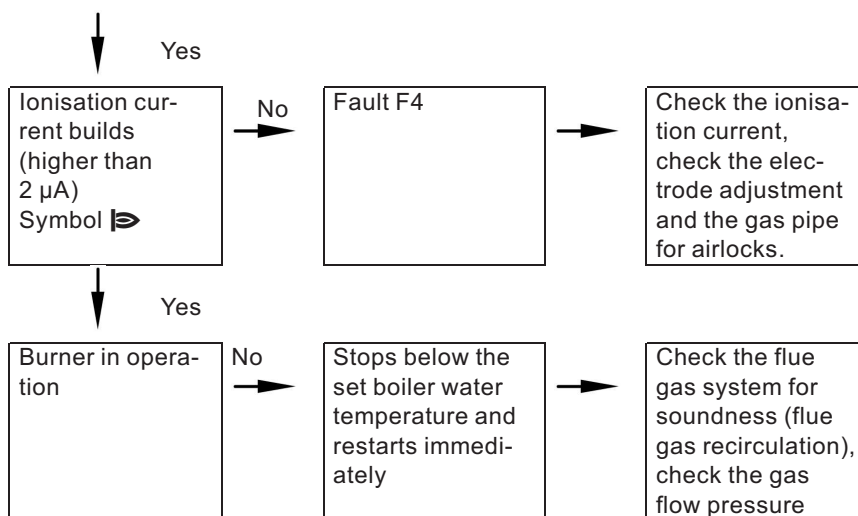 Yes
Ionisation cur-
rent builds
(higher than
2 µA)
Symbol
No
Fault F4
Check the ionisa-
tion current,
check the elec-
trode adjustment
and the gas pipe
for airlocks.
Yes
Burner in opera-
tion
No
Stops below the
set boiler water
temperature and
restarts immedi-
ately
Check the flue
gas system for
soundness (flue
gas recirculation),
check the gas
flow pressure